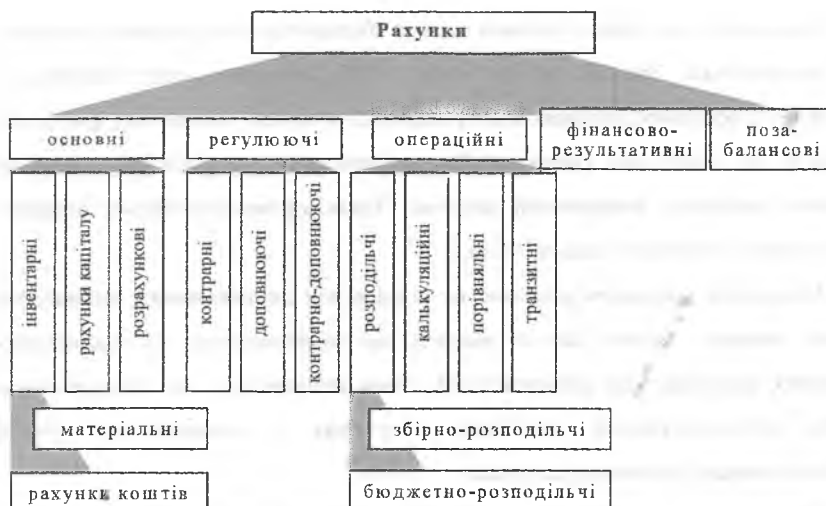 Рахунки
основні
регулюючі
операційні
фінансово-
результативні
поза-
балансові
інвентарні
рахунки капіталу
розрахункові
контрарні
доповнюючі
контрарно-доповнюючі
розподільчі
калькуляційні
порівняльні
транзитні
матеріальні
збірно-розподільчі
рахунки коштів
бюджетно-розподільчі